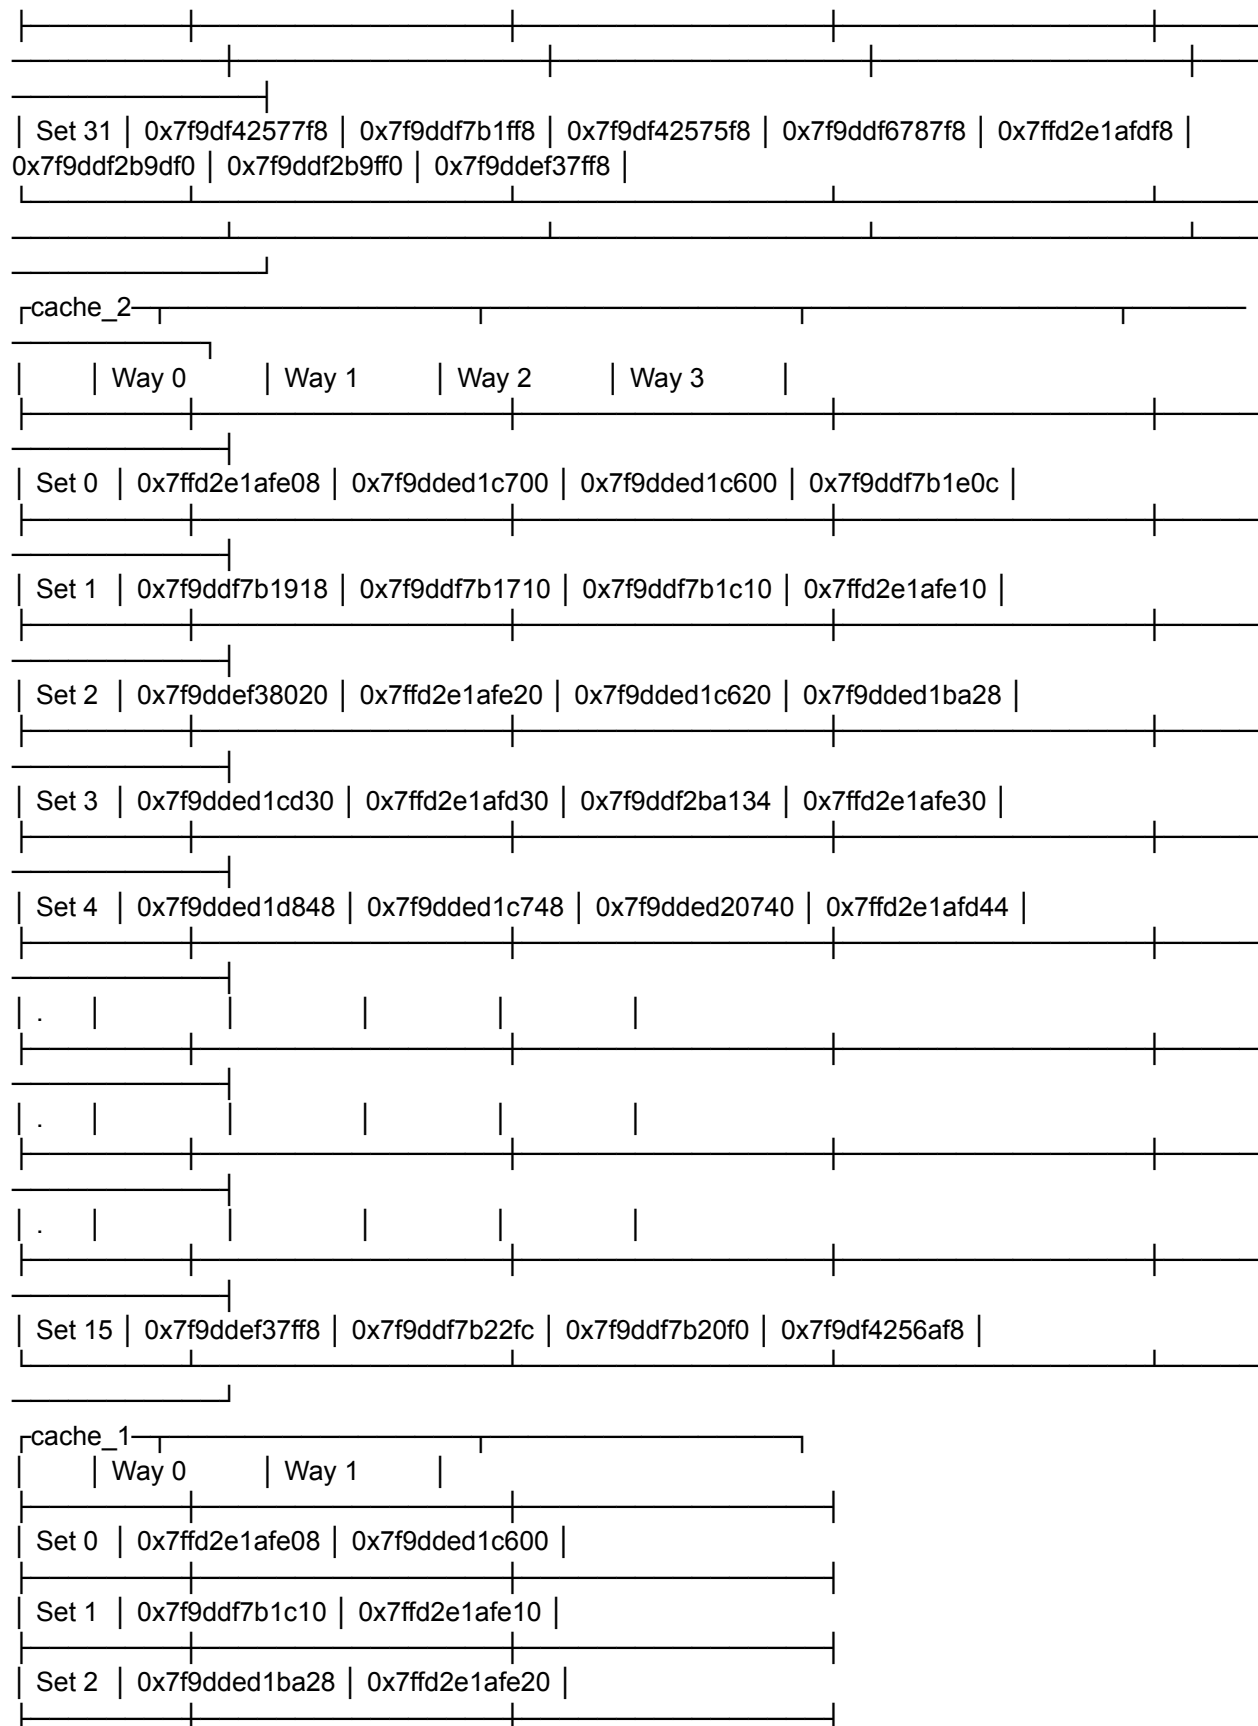 │ Set 31 │ 0x7f9df42577f8 │ 0x7f9ddf7b1ff8 │ 0x7f9df42575f8 │ 0x7f9ddf6787f8 │ 0x7ffd2e1afdf8 │
0x7f9ddf2b9df0 │ 0x7f9ddf2b9ff0 │ 0x7f9ddef37ff8 │
┌cache_2─┬
│ │ Way 0 │ Way 1 │ Way 2 │ Way 3 │
│ Set 0 │ 0x7ffd2e1afe08 │ 0x7f9dded1c700 │ 0x7f9dded1c600 │ 0x7f9ddf7b1e0c │
│ Set 1 │ 0x7f9ddf7b1918 │ 0x7f9ddf7b1710 │ 0x7f9ddf7b1c10 │ 0x7ffd2e1afe10 │
│ Set 2 │ 0x7f9ddef38020 │ 0x7ffd2e1afe20 │ 0x7f9dded1c620 │ 0x7f9dded1ba28 │
│ Set 3 │ 0x7f9dded1cd30 │ 0x7ffd2e1afd30 │ 0x7f9ddf2ba134 │ 0x7ffd2e1afe30 │
│ Set 4 │ 0x7f9dded1d848 │ 0x7f9dded1c748 │ 0x7f9dded20740 │ 0x7ffd2e1afd44 │
│ . │ │ │ │ │
│ . │ │ │ │ │
│ . │ │ │ │ │
│ Set 15 │ 0x7f9ddef37ff8 │ 0x7f9ddf7b22fc │ 0x7f9ddf7b20f0 │ 0x7f9df4256af8 │
┌cache_1─┬
│ │ Way 0 │ Way 1 │
│ Set 0 │ 0x7ffd2e1afe08 │ 0x7f9dded1c600 │
│ Set 1 │ 0x7f9ddf7b1c10 │ 0x7ffd2e1afe10 │
│ Set 2 │ 0x7f9dded1ba28 │ 0x7ffd2e1afe20 │